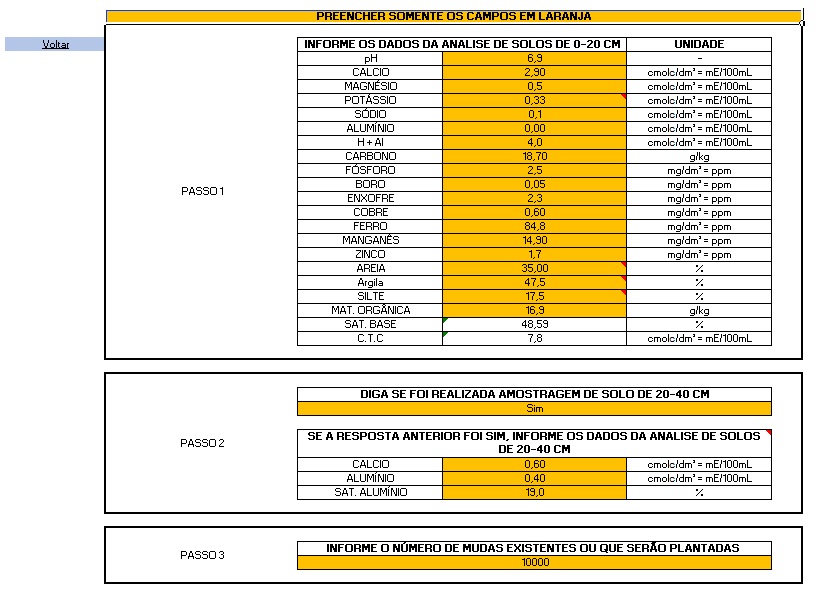 PREENCHER SOMENTE OS CAMPOS EM LARANJA
Voltar
INFORME OS DADOS DA ANALISE DE SOLOS DE 0-20 CM UNIDADE
pH 6,9 -
CALCIO 2,90 cmolc/dm³ = mE/100mL
MAGNÉSIO 0,5 cmolc/dm³ = mE/100mL
POTÁSSIO 0,33 cmolc/dm³ = mE/100mL
SÓDIO 0,1 cmolc/dm³ = mE/100mL
ALUMÍNIO 0,00 cmolc/dm³ = mE/100mL
H + Al 4,0 cmolc/dm³ = mE/100mL
CARBONO 18,70 g/kg
FÓSFORO 2,5 mg/dm³ = ppm
BORO 0,05 mg/dm³ = ppm
ENXOFRE 2,3 mg/dm³ = ppm
COBRE 0,60 mg/dm³ = ppm
FERRO 84,8 mg/dm³ = ppm
MANGANÊS 14,90 mg/dm³ = ppm
ZINCO 1,7 mg/dm³ = ppm
AREIA 35,00 %
Argila 47,5 %
SILTE 17,5 %
MAT. ORGÂNICA 16,9 g/kg
SAT. BASE 48,59 %
C.T.C 7,8 cmolc/dm³ = mE/100mL
PASSO 1
DIGA SE FOI REALIZADA AMOSTRAGEM DE SOLO DE 20-40 CM
Sim
PASSO 2
SE A RESPOSTA ANTERIOR FOI SIM, INFORME OS DADOS DA ANALISE DE SOLOS
DE 20-40 CM
CALCIO 0,60 cmolc/dm³ = mE/100mL
ALUMÍNIO 0,40 cmolc/dm³ = mE/100mL
SAT. ALUMÍNIO 19,0 %
PASSO 3
INFORME O NÚMERO DE MUDAS EXISTENTES OU QUE SERÃO PLANTADAS
10000